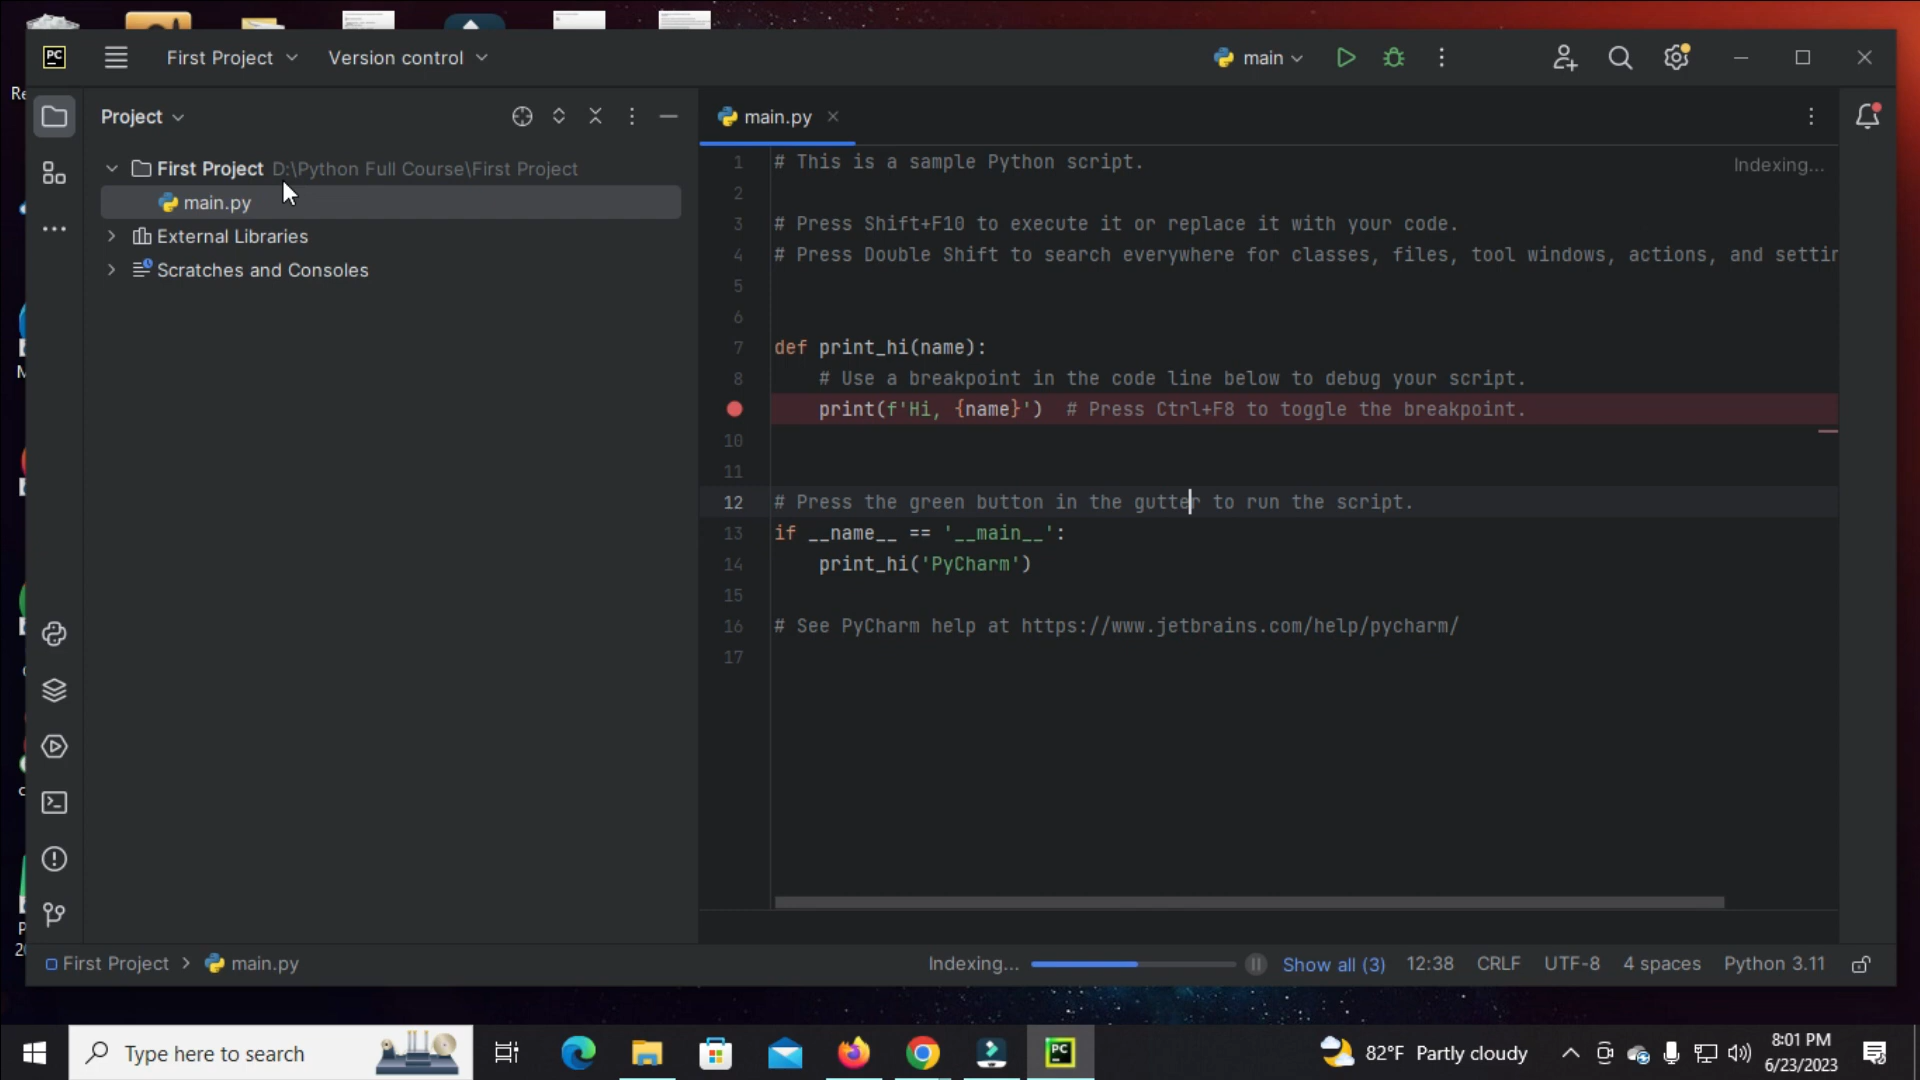 PC
First Project
Version control
main
Project
main.py
First Project D:\Python Full Course\First Project
main.py
External Libraries
Scratches and Consoles
Indexing...
1 # This is a sample Python script.
2
3 # Press Shift+F10 to execute it or replace it with your code.
4 # Press Double Shift to search everywhere for classes, files, tool windows, actions, and settin
5
6
7 def print_hi(name):
8 # Use a breakpoint in the code line below to debug your script.
print(f'Hi, {name}') # Press Ctrl+F8 to toggle the breakpoint.
10
11
12 # Press the green button in the gutter to run the script.
13 if __name__ == '__main__':
14 print_hi('PyCharm')
15
16 # See PyCharm help at https://www.jetbrains.com/help/pycharm/
17
First Project > main.py
Indexing...
Show all (3)
12:38
CRLF
UTF-8
4 spaces
Python 3.11
Type here to search
PC
82°F Partly cloudy
8:01 PM
6/23/2023